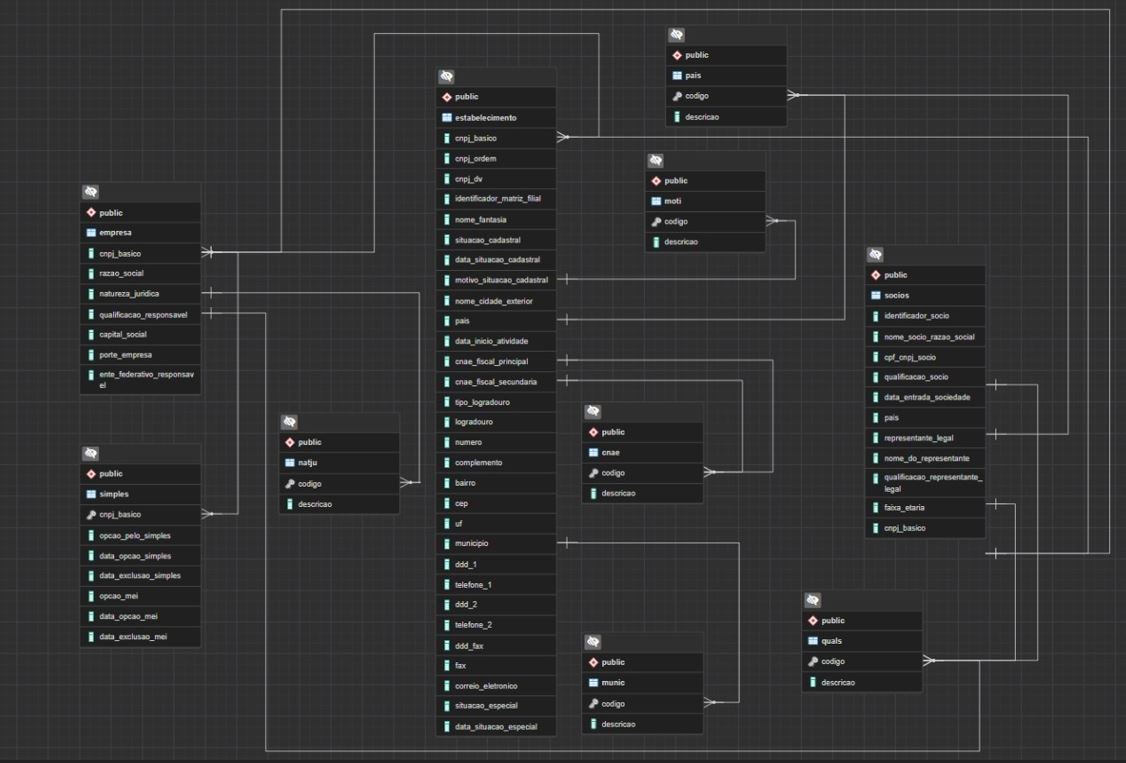 public
empresa
cnpj_basico
razao_social
natureza_juridica
qualificacao_responsavel
capital_social
porte_empresa
ente_federativo_responsav
el
public
simples
cnpj_basico
opcao_pelo_simples
data_opcao_simples
data_exclusao_simples
opcao_mei
data_opcao_mei
data_exclusao_mei
public
natju
codigo
descricao
public
estabelecimento
cnpj_basico
cnpj_ordem
cnpj_dv
identificador_matriz_filial
nome_fantasia
situacao_cadastral
data_situacao_cadastral
motivo_situacao_cadastral
nome_cidade_exterior
pais
data_inicio_atividade
cnae_fiscal_principal
cnae_fiscal_secundaria
tipo_logradouro
logradouro
numero
complemento
bairro
cep
uf
municipio
ddd_1
telefone_1
ddd_2
telefone_2
ddd_fax
fax
correio_eletronico
situacao_especial
data_situacao_especial
public
pais
codigo
descricao
public
moti
codigo
descricao
public
cnae
codigo
descricao
public
munic
codigo
descricao
public
socios
identificador_socio
nome_socio_razao_social
cpf_cnpj_socio
qualificacao_socio
data_entrada_sociedade
pais
representante_legal
nome_do_representante
qualificacao_representante_
legal
faixa_etaria
cnpj_basico
public
quals
codigo
descricao